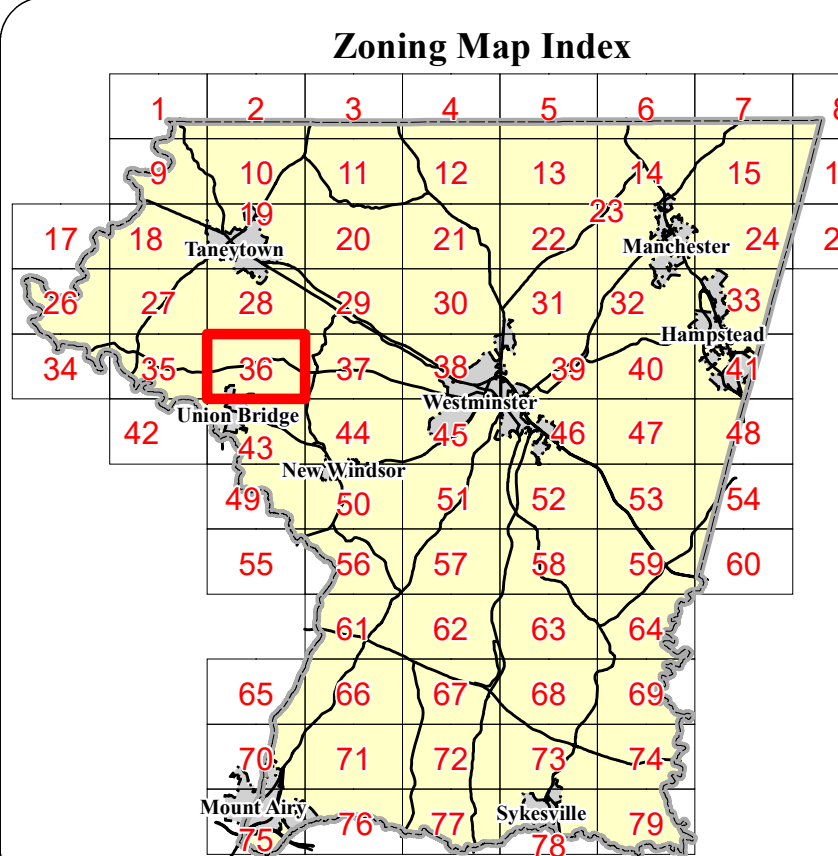 Zoning Map Index
1 2 3 4 5 6 7 8
9 10 11 12 13 14 15
17 18 19 20 21 22 23 24
Taneytown Manchester
26 27 28 29 30 31 32 33
Hampstead
34 35 36 37 38 39 40 41
Westminster
Union Bridge
42 43 44 45 46 47 48
New Windsor
49 50 51 52 53 54
55 56 57 58 59 60
61 62 63 64
65 66 67 68 69
70 71 72 73 74
Mount Airy Sykesville
75 76 77 78 79